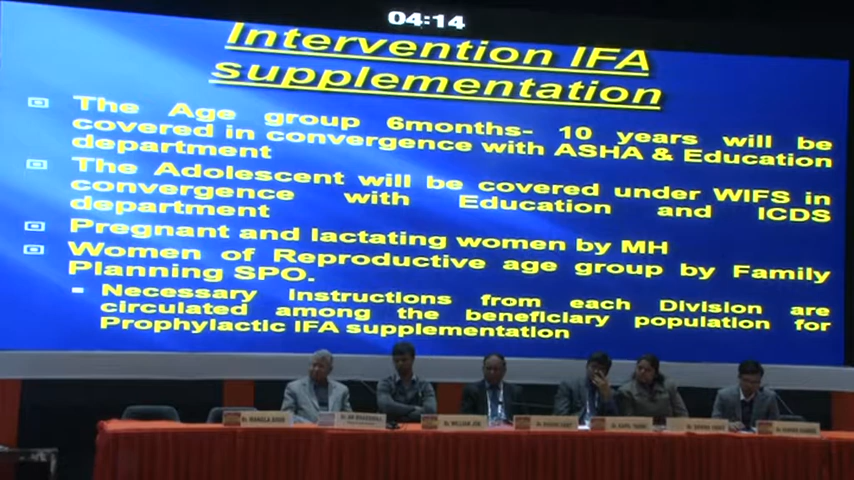 04:14
Intervention IFA
supplementation
The Age group 6months- 10 years will be
covered in convergence with ASHA & Education
department
The Adolescent will be covered under WIFS in
convergence with Education and ICDS
department
Pregnant and lactating women by MH
Women of Reproductive age group by Family
Planning SPO.
Necessary Instructions from each Division are
circulated among the beneficiary population for
Prophylactic IFA supplementation
Dr. WILLIAM JOE